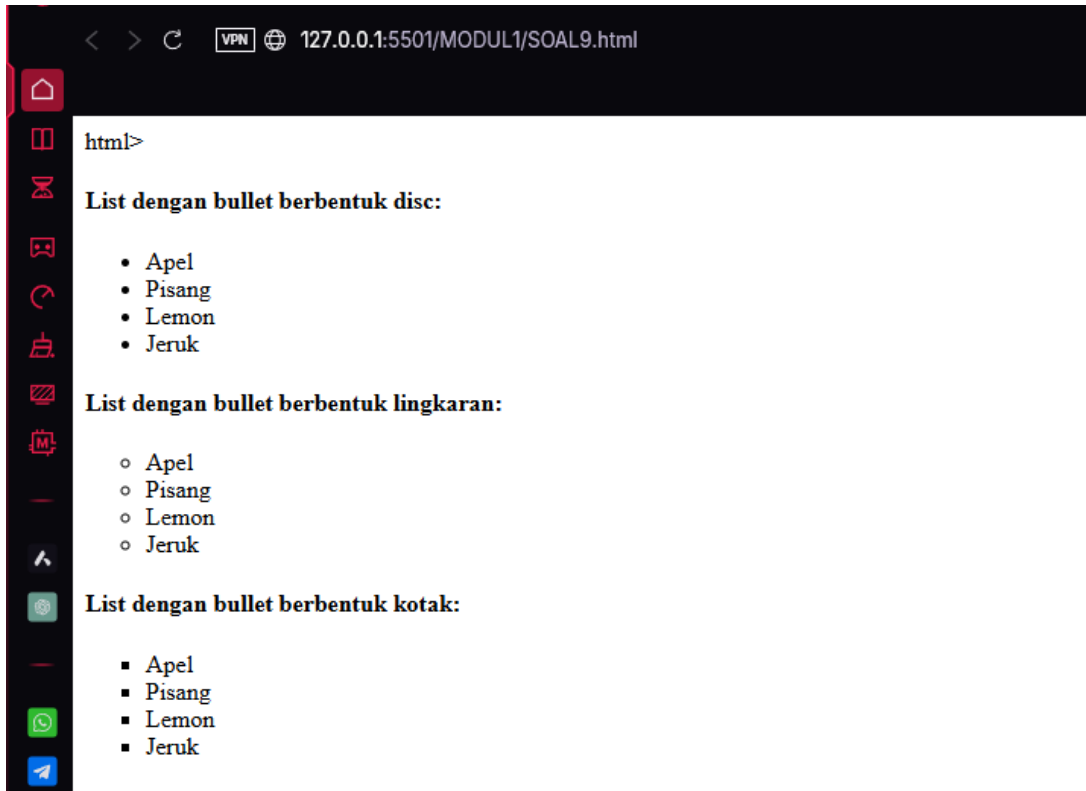 VPN 127.0.0.1:5501/MODUL1/SOAL9.html
html>
List dengan bullet berbentuk disc:
Apel
Pisang
Lemon
Jeruk
List dengan bullet berbentuk lingkaran:
Apel
Pisang
Lemon
Jeruk
List dengan bullet berbentuk kotak:
Apel
Pisang
Lemon
Jeruk
M